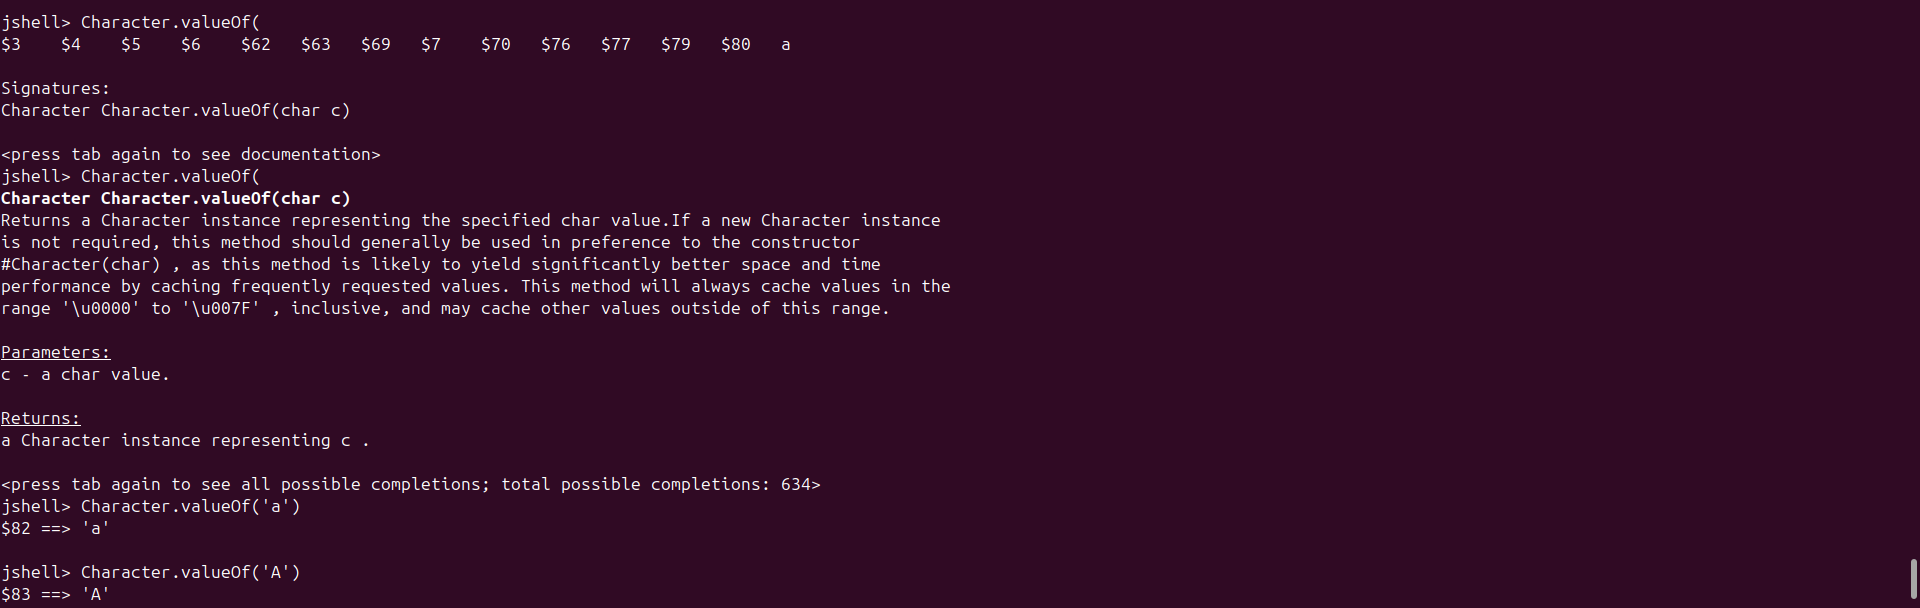 jshell> Character.valueOf(
$3    $4    $5    $6    $62   $63   $69   $7    $70   $76   $77   $79   $80   a
Signatures:
Character Character.valueOf(char c)
<press tab again to see documentation>
jshell> Character.valueOf(
Character Character.valueOf(char c)
Returns a Character instance representing the specified char value.If a new Character instance
is not required, this method should generally be used in preference to the constructor
#Character(char) , as this method is likely to yield significantly better space and time
performance by caching frequently requested values. This method will always cache values in the
range '\u0000' to '\u007F' , inclusive, and may cache other values outside of this range.
Parameters:
c - a char value.
Returns:
a Character instance representing c .
<press tab again to see all possible completions; total possible completions: 634>
jshell> Character.valueOf('a')
$82 ==> 'a'
jshell> Character.valueOf('A')
$83 ==> 'A'